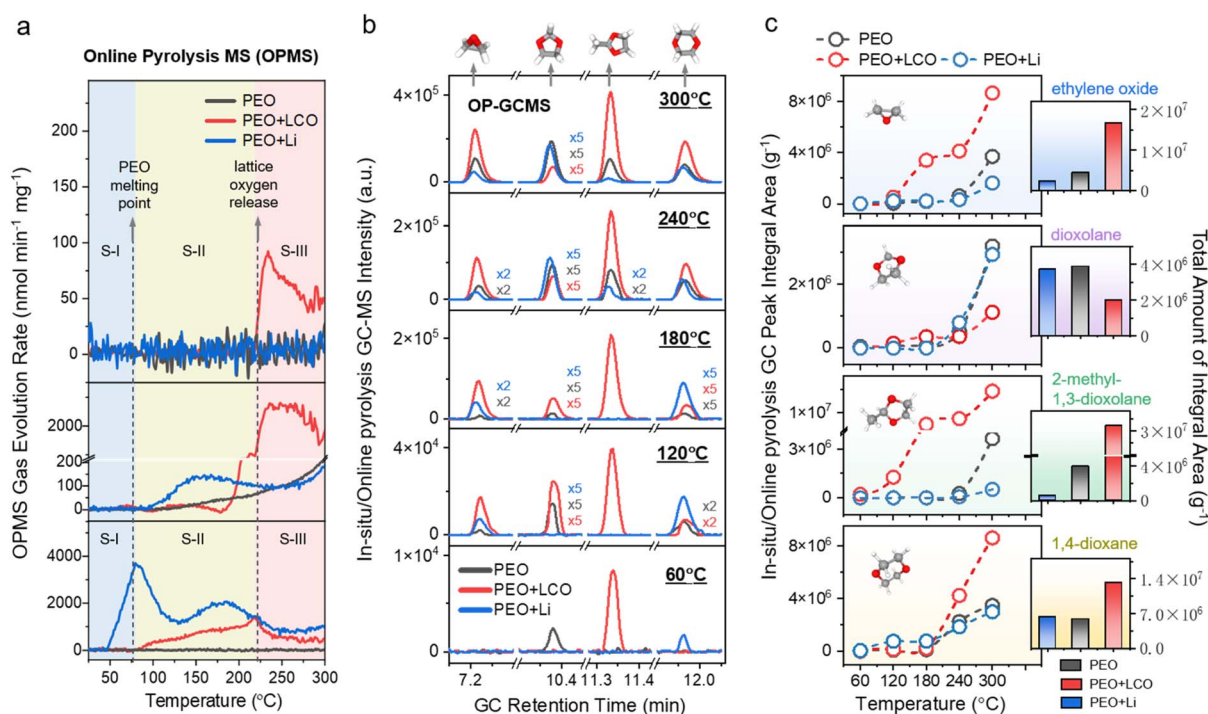 a
Online Pyrolysis MS (OPMS)
PEO
PEO+LCO
PEO+Li
PEO
melting
point
lattice
oxygen
release
S-I
S-II
S-III
200
150
100
50
0
2000
200
100
0
S-I
S-II
S-III
4000
2000
0
50 100 150 200 250 300
Temperature (°C)
OPMS Gas Evolution Rate (nmol min⁻¹ mg⁻¹)
b
OP-GCMS
300°C
4×10⁵
0
x5
x5
x5
240°C
2×10⁵
0
x2
x2
x5
x5
x5
x2
x2
x5
x5
180°C
2×10⁵
0
x2
x2
x5
x5
x5
x5
x5
x5
120°C
4×10⁴
0
x5
x5
x5
x2
x2
60°C
1×10⁴
0
PEO
PEO+LCO
PEO+Li
7.2 10.4 11.3 11.4 12.0
GC Retention Time (min)
In-situ/Online pyrolysis GC-MS Intensity (a.u.)
c
PEO
PEO+LCO
PEO+Li
8×10⁶
4×10⁶
0
ethylene oxide
2×10⁷
1×10⁷
0
2×10⁶
0
dioxolane
4×10⁶
2×10⁶
0
1×10⁷
3×10⁶
0
2-methyl-
1,3-dioxolane
3×10⁷
4×10⁶
0
8×10⁶
4×10⁶
0
1,4-dioxane
1.4×10⁷
7.0×10⁶
0.0
60 120 180 240 300
Temperature (°C)
PEO
PEO+LCO
PEO+Li
In-situ/Online pyrolysis GC Peak Integral Area (g⁻¹)
Total Amount of Integral Area (g⁻¹)